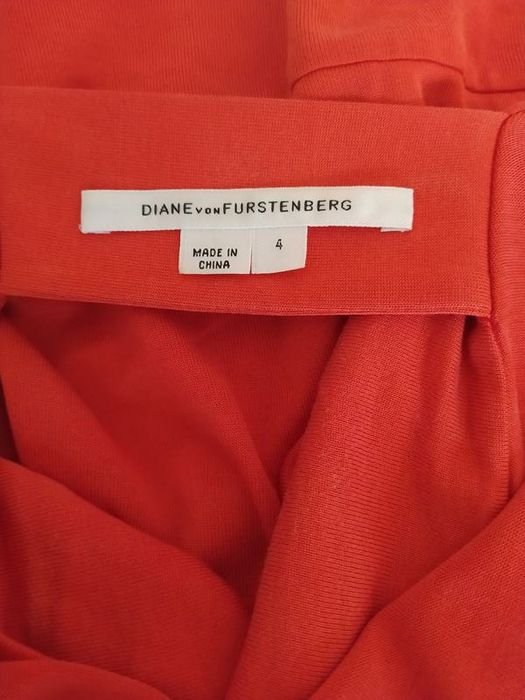 DIANE VON FURSTENBERG
MADE IN
CHINA
4